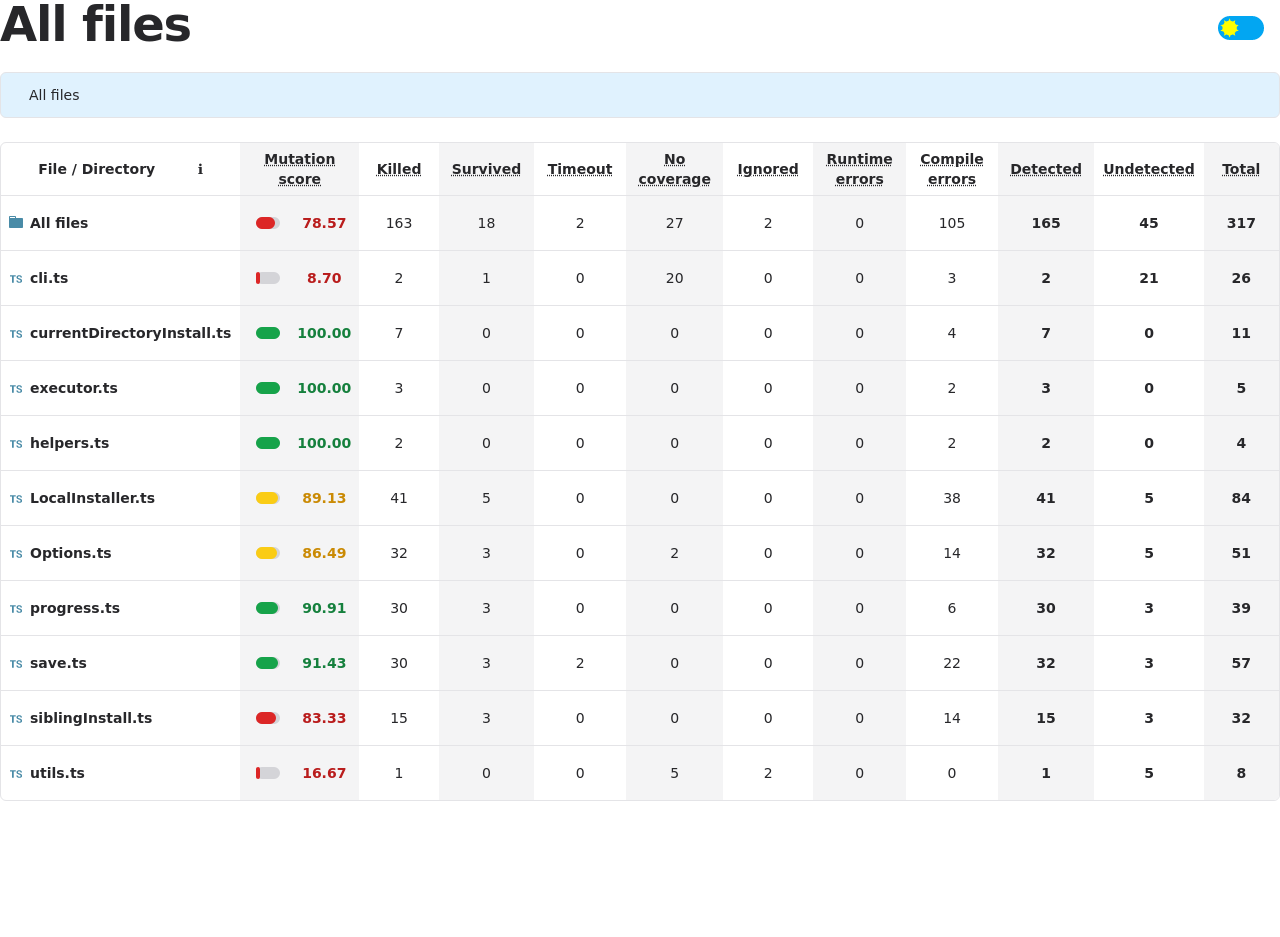 All files
All files
File / Directory ℹ Mutation score Killed Survived Timeout No coverage Ignored Runtime errors Compile errors Detected Undetected Total
All files 78.57 163 18 2 27 2 0 105 165 45 317
TS cli.ts 8.70 2 1 0 20 0 0 3 2 21 26
TS currentDirectoryInstall.ts 100.00 7 0 0 0 0 0 4 7 0 11
TS executor.ts 100.00 3 0 0 0 0 0 2 3 0 5
TS helpers.ts 100.00 2 0 0 0 0 0 2 2 0 4
TS LocalInstaller.ts 89.13 41 5 0 0 0 0 38 41 5 84
TS Options.ts 86.49 32 3 0 2 0 0 14 32 5 51
TS progress.ts 90.91 30 3 0 0 0 0 6 30 3 39
TS save.ts 91.43 30 3 2 0 0 0 22 32 3 57
TS siblingInstall.ts 83.33 15 3 0 0 0 0 14 15 3 32
TS utils.ts 16.67 1 0 0 5 2 0 0 1 5 8